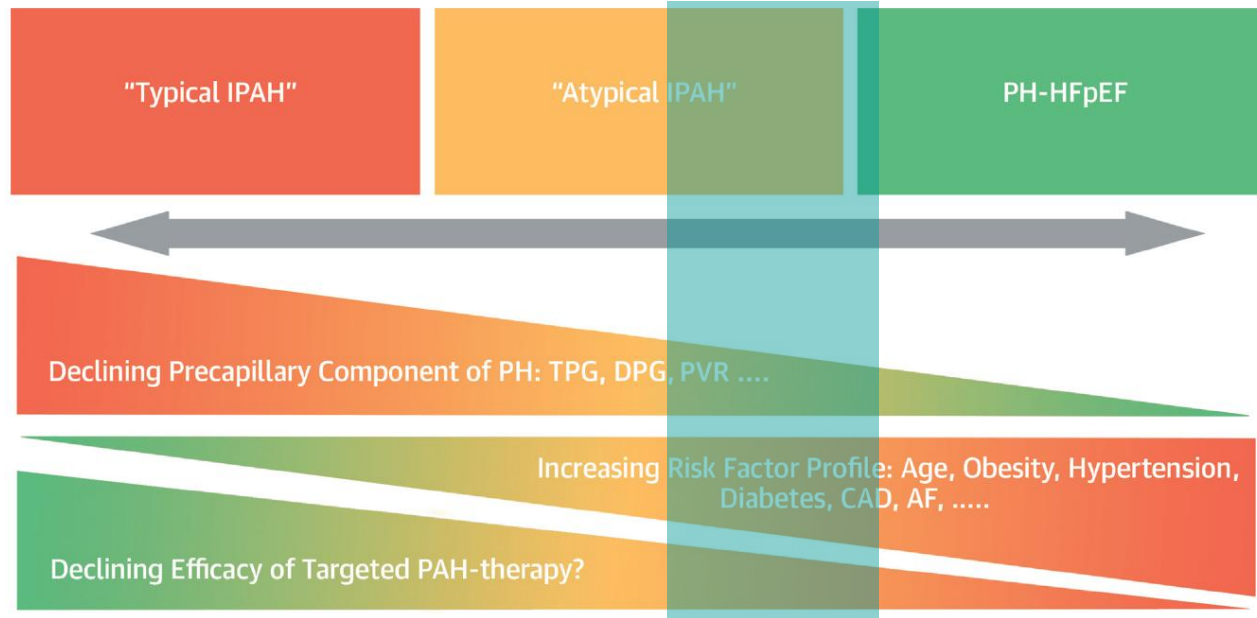 "Typical IPAH"
"Atypical IPAH"
PH-HFpEF
Declining Precapillary Component of PH: TPG, DPG, PVR ....
Increasing Risk Factor Profile: Age, Obesity, Hypertension,
Diabetes, CAD, AF, .....
Declining Efficacy of Targeted PAH-therapy?